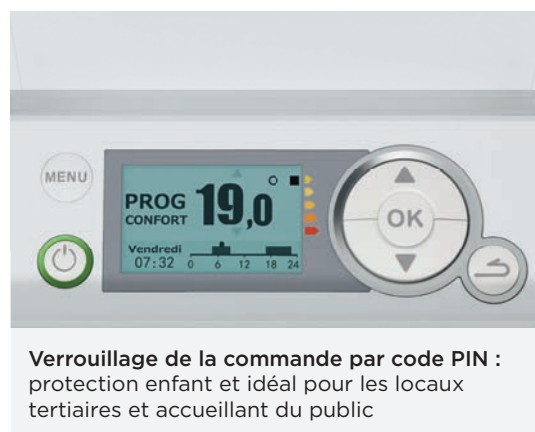 MENU
PROG
CONFORT
19,0
OK
Vendredi
07:32
0 6 12 18 24
Verrouillage de la commande par code PIN :
protection enfant et idéal pour les locaux
tertiaires et accueillant du public